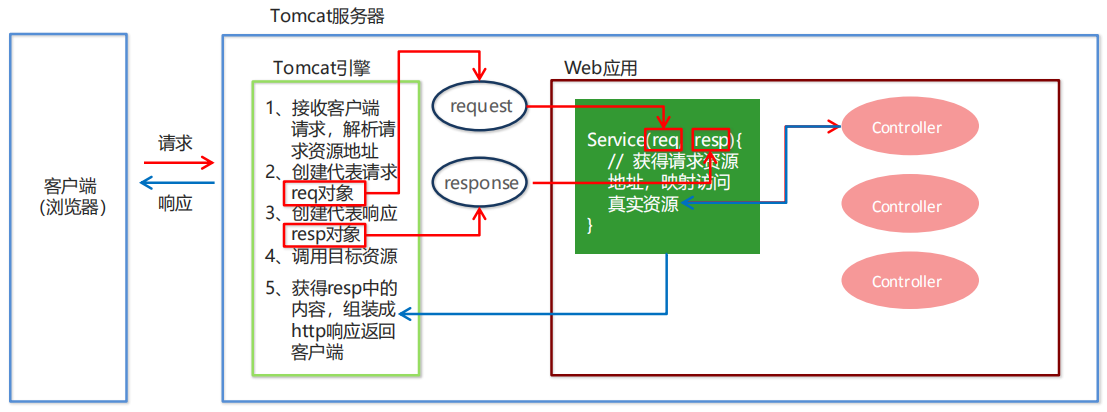 Tomcat服务器
客户端
（浏览器）
请求
响应
Tomcat引擎
1、接收客户端
请求，解析请
求资源地址
2、创建代表请求
req对象
3、创建代表响应
resp对象
4、调用目标资源
5、获得resp中的
内容，组装成
http响应返回
客户端
request
response
Web应用
Service(req resp){
// 获得请求资源
地址，映射访问
真实资源
}
Controller
Controller
Controller